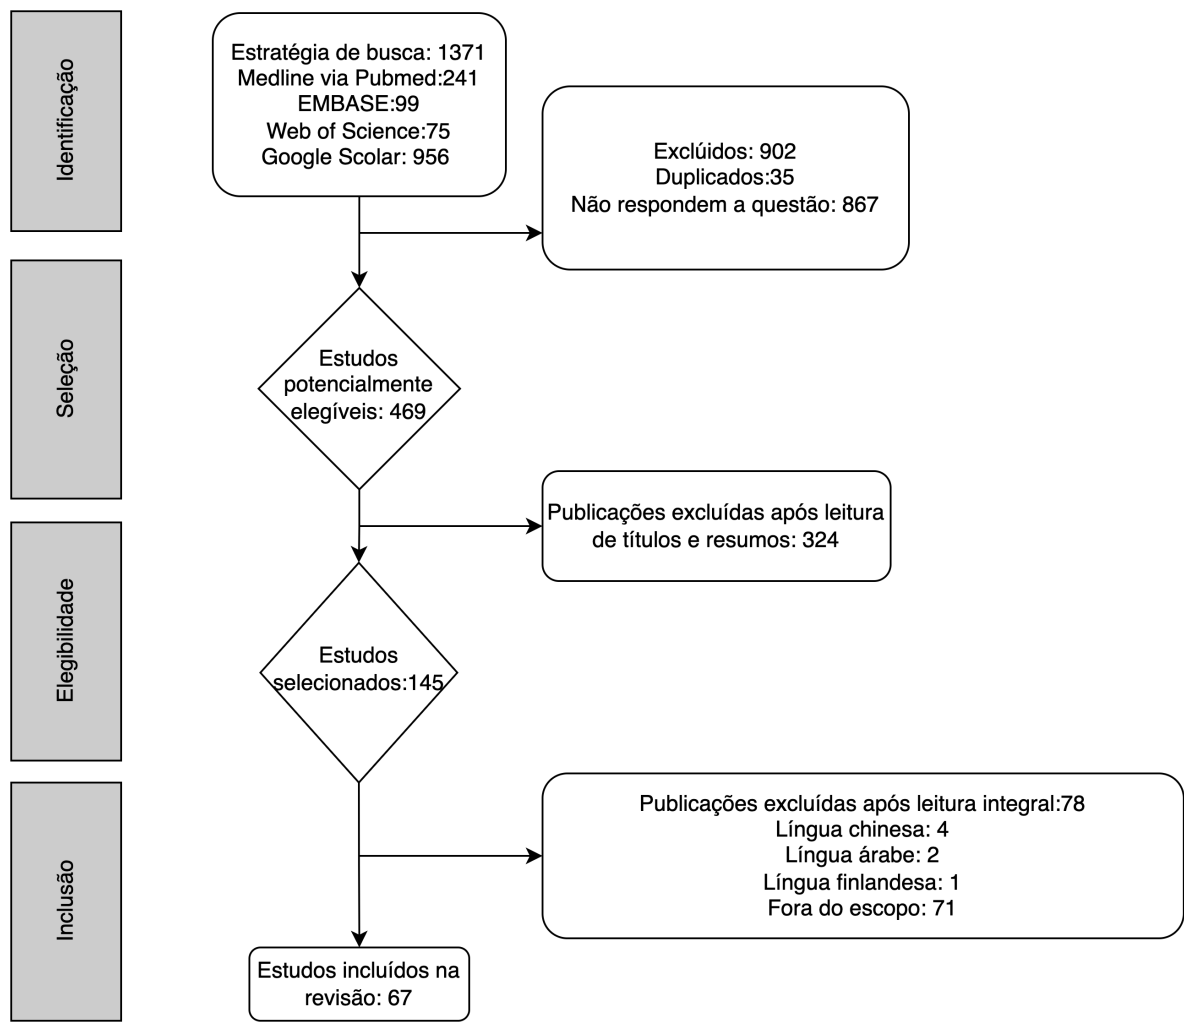 Identificação
Estratégia de busca: 1371
Medline via Pubmed:241
EMBASE:99
Web of Science:75
Google Scolar: 956
Exclúidos: 902
Duplicados:35
Não respondem a questão: 867
Seleção
Estudos
potencialmente
elegíveis: 469
Publicações excluídas após leitura
de títulos e resumos: 324
Elegibilidade
Estudos
selecionados:145
Inclusão
Publicações excluídas após leitura integral:78
Língua chinesa: 4
Língua árabe: 2
Língua finlandesa: 1
Fora do escopo: 71
Estudos incluídos na
revisão: 67